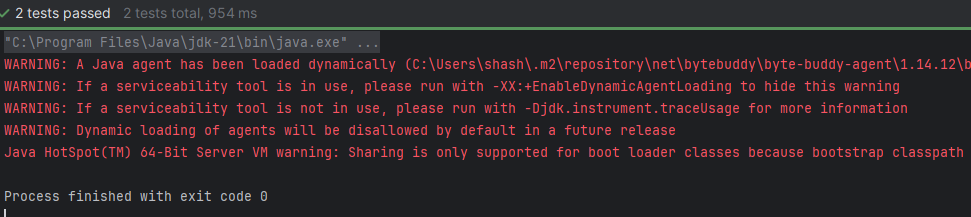 2 tests passed 2 tests total, 954 ms
"C:\Program Files\Java\jdk-21\bin\java.exe" ...
WARNING: A Java agent has been loaded dynamically (C:\Users\shash\.m2\repository\net\bytebuddy\byte-buddy-agent\1.14.12\b
WARNING: If a serviceability tool is in use, please run with -XX:+EnableDynamicAgentLoading to hide this warning
WARNING: If a serviceability tool is not in use, please run with -Djdk.instrument.traceUsage for more information
WARNING: Dynamic loading of agents will be disallowed by default in a future release
Java HotSpot(TM) 64-Bit Server VM warning: Sharing is only supported for boot loader classes because bootstrap classpath
Process finished with exit code 0